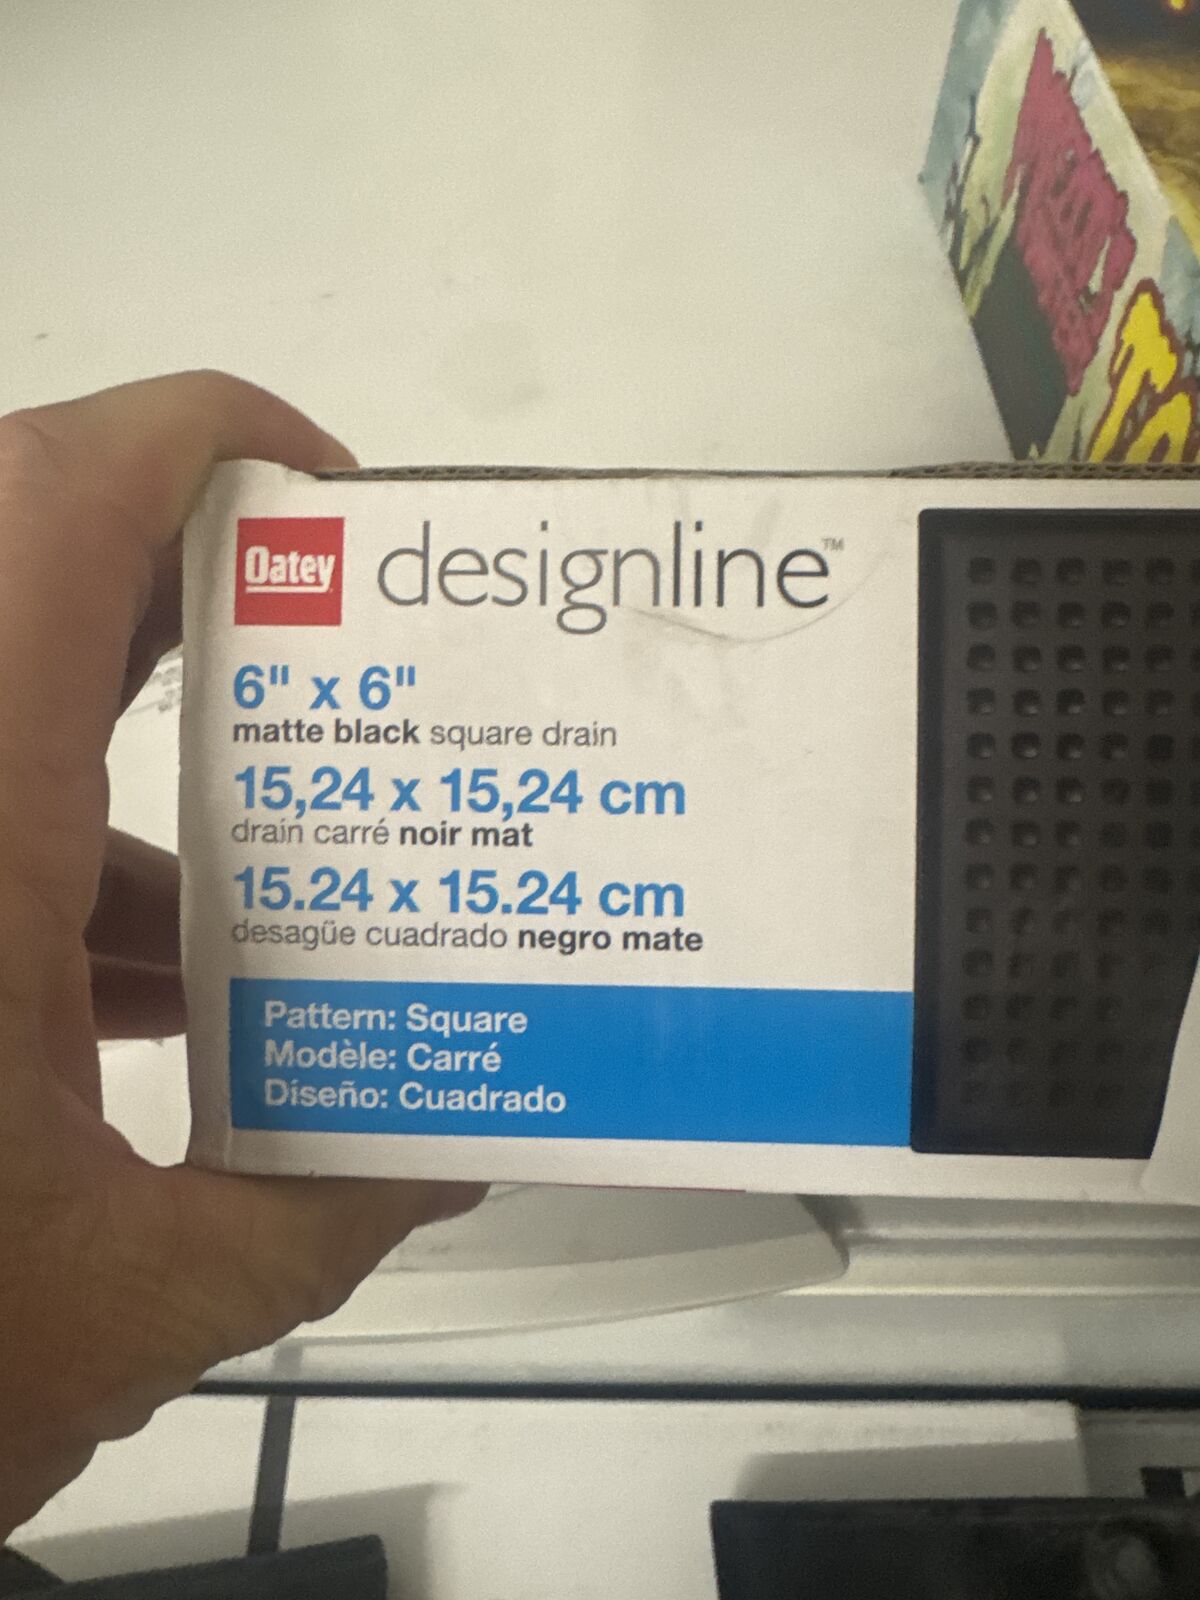 Oatey designline™
6" x 6"
matte black square drain
15,24 x 15,24 cm
drain carré noir mat
15.24 x 15.24 cm
desagüe cuadrado negro mate
Pattern: Square
Modèle: Carré
Diseño: Cuadrado